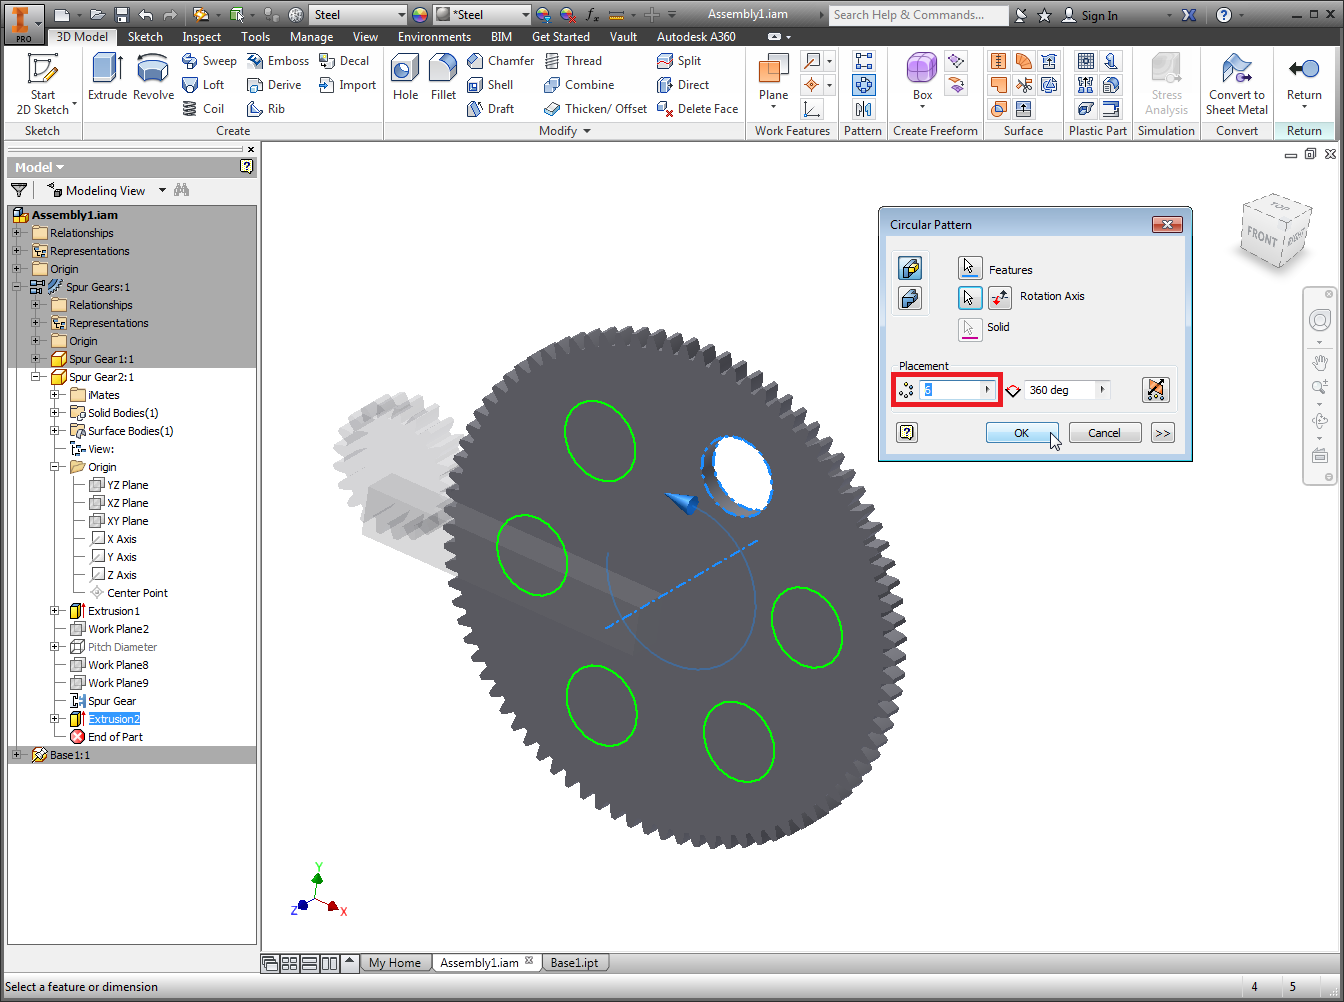 PRO
Steel
*Steel
fx
Assembly1.iam
Search Help & Commands...
Sign In
3D Model Sketch Inspect Tools Manage View Environments BIM Get Started Vault Autodesk A360
Start
2D Sketch
Extrude
Revolve
Sweep
Loft
Coil
Emboss
Derive
Rib
Decal
Import
Hole
Fillet
Chamfer
Shell
Draft
Thread
Combine
Thicken/ Offset
Split
Direct
Delete Face
Plane
Box
Stress
Analysis
Convert to
Sheet Metal
Return
Sketch Create Modify Work Features Pattern Create Freeform Surface Plastic Part Simulation Convert Return
Model
Modeling View
Assembly1.iam
Relationships
Representations
Origin
Spur Gears:1
Relationships
Representations
Origin
Spur Gear1:1
Spur Gear2:1
iMates
Solid Bodies(1)
Surface Bodies(1)
View:
Origin
YZ Plane
XZ Plane
XY Plane
X Axis
Y Axis
Z Axis
Center Point
Extrusion1
Work Plane2
Pitch Diameter
Work Plane8
Work Plane9
Spur Gear
Extrusion2
End of Part
Base1:1
Circular Pattern
Features
Rotation Axis
Solid
Placement
6
360 deg
OK
Cancel
>>
TOP
FRONT
RIGHT
Y
Z
X
My Home
Assembly1.iam
Base1.ipt
Select a feature or dimension
4
5